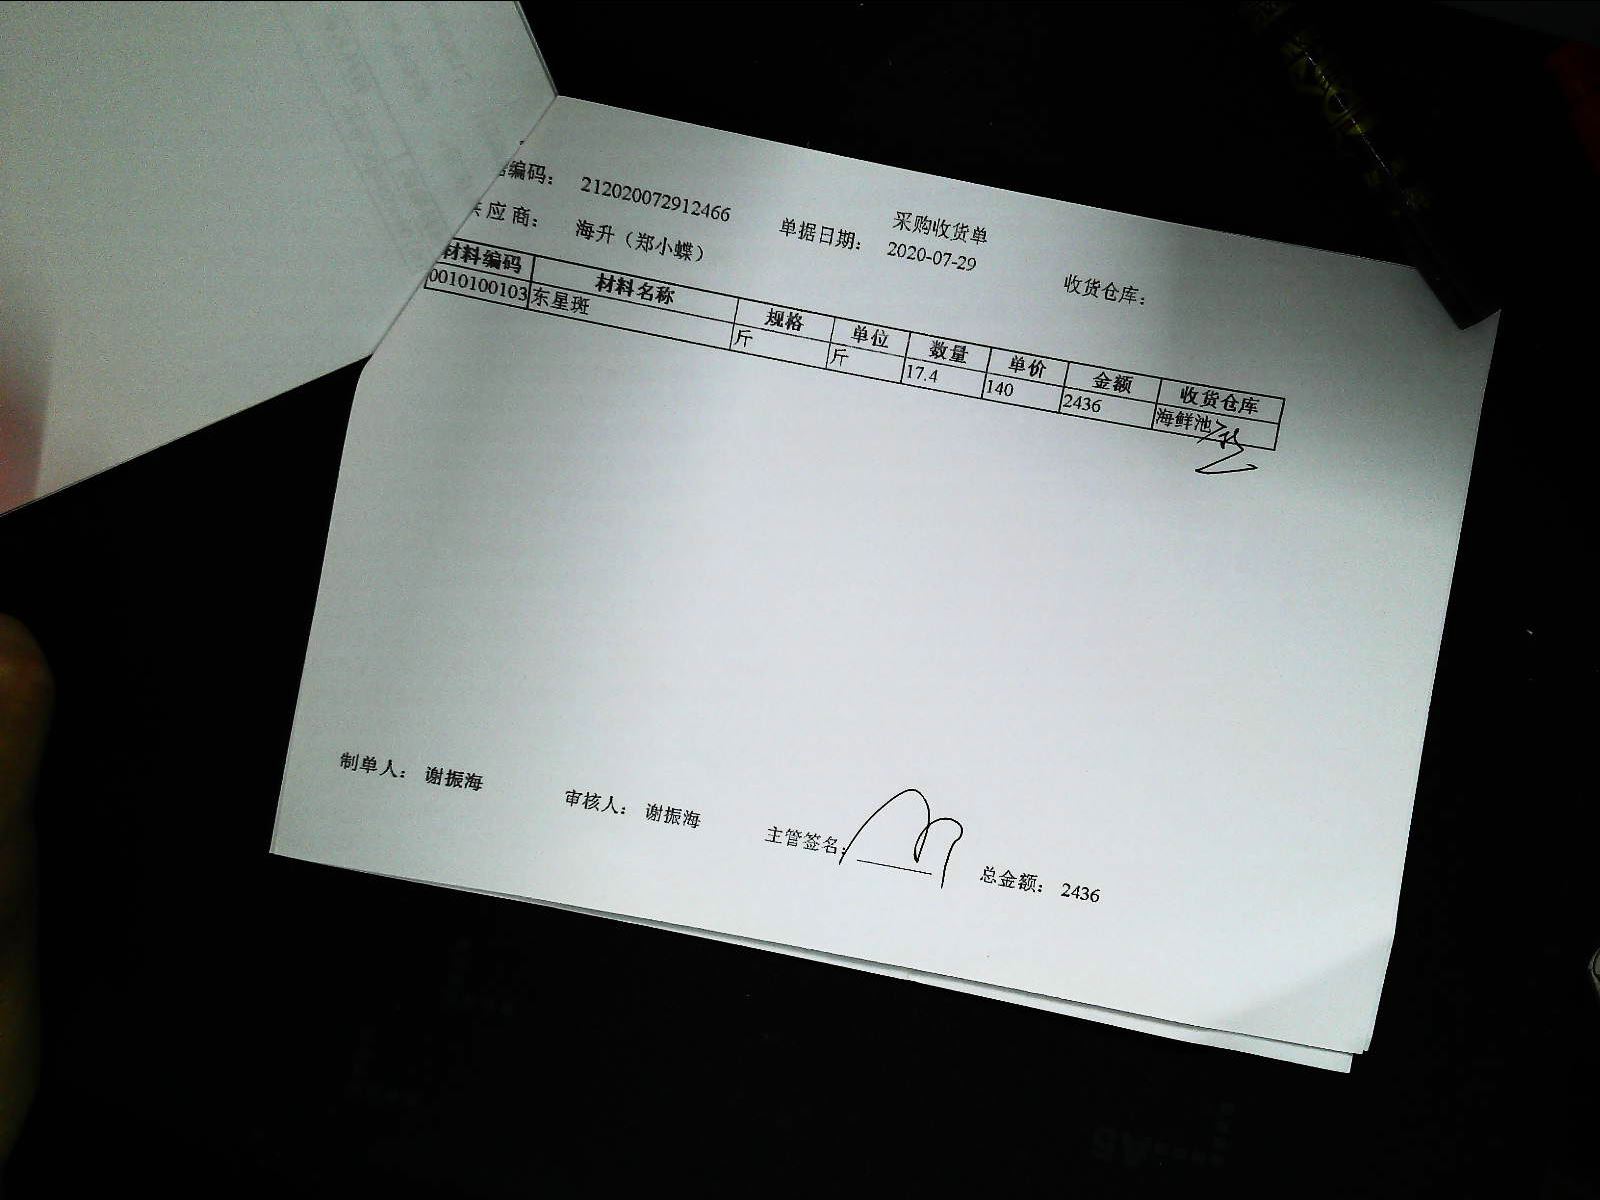 采购收货单
编码： 212020072912466 单据日期： 2020-07-29 收货仓库：
应商： 海升（郑小蝶）
材料编码 材料名称 规格 单位 数量 单价 金额 收货仓库
0010100103 东星斑 斤 斤 17.4 140 2436 海鲜池
制单人： 谢振海 审核人： 谢振海 主管签名： 总金额： 2436